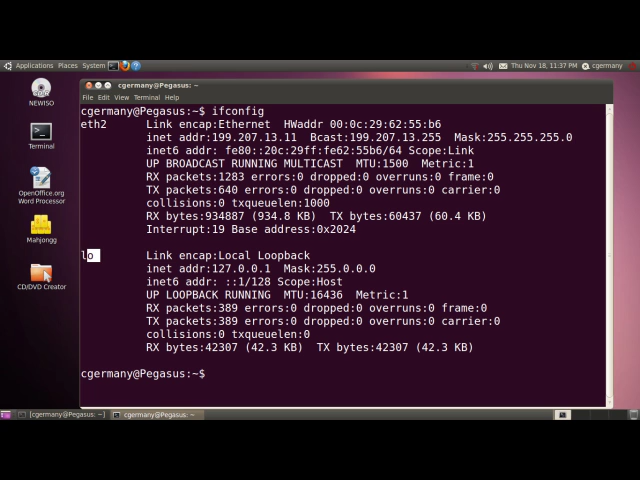 Applications Places System
Thu Nov 18, 11:37 PM cgermany
NEWISO
Terminal
OpenOffice.org
Word Processor
Mahjongg
CD/DVD Creator
cgermany@Pegasus: ~
File Edit View Terminal Help
cgermany@Pegasus:~$ ifconfig
eth2 Link encap:Ethernet HWaddr 00:0c:29:62:55:b6
inet addr:199.207.13.11 Bcast:199.207.13.255 Mask:255.255.255.0
inet6 addr: fe80::20c:29ff:fe62:55b6/64 Scope:Link
UP BROADCAST RUNNING MULTICAST MTU:1500 Metric:1
RX packets:1283 errors:0 dropped:0 overruns:0 frame:0
TX packets:640 errors:0 dropped:0 overruns:0 carrier:0
collisions:0 txqueuelen:1000
RX bytes:934887 (934.8 KB) TX bytes:60437 (60.4 KB)
Interrupt:19 Base address:0x2024
lo Link encap:Local Loopback
inet addr:127.0.0.1 Mask:255.0.0.0
inet6 addr: ::1/128 Scope:Host
UP LOOPBACK RUNNING MTU:16436 Metric:1
RX packets:389 errors:0 dropped:0 overruns:0 frame:0
TX packets:389 errors:0 dropped:0 overruns:0 carrier:0
collisions:0 txqueuelen:0
RX bytes:42307 (42.3 KB) TX bytes:42307 (42.3 KB)
cgermany@Pegasus:~$
[cgermany@Pegasus: ~] cgermany@Pegasus: ~